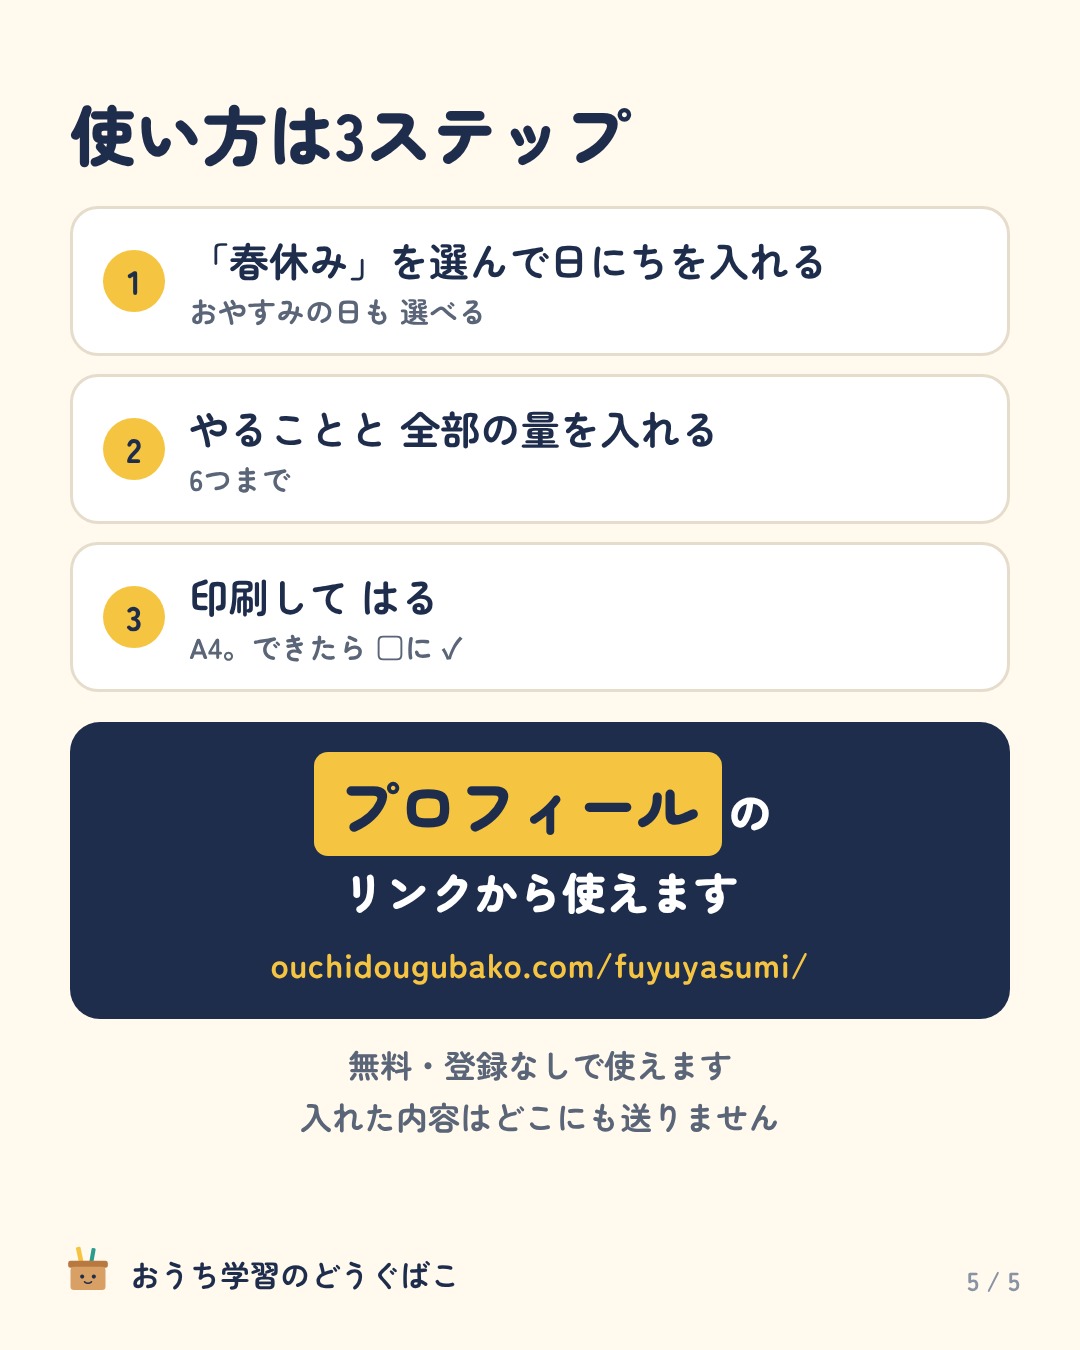 使い方は3ステップ
1
「春休み」を選んで日にちを入れる
おやすみの日も 選べる
2
やることと 全部の量を入れる
6つまで
3
印刷して はる
A4。できたら □に ✓
プロフィール の
リンクから使えます
ouchidougubako.com/fuyuyasumi/
無料・登録なしで使えます
入れた内容はどこにも送りません
おうち学習のどうぐばこ
5 / 5